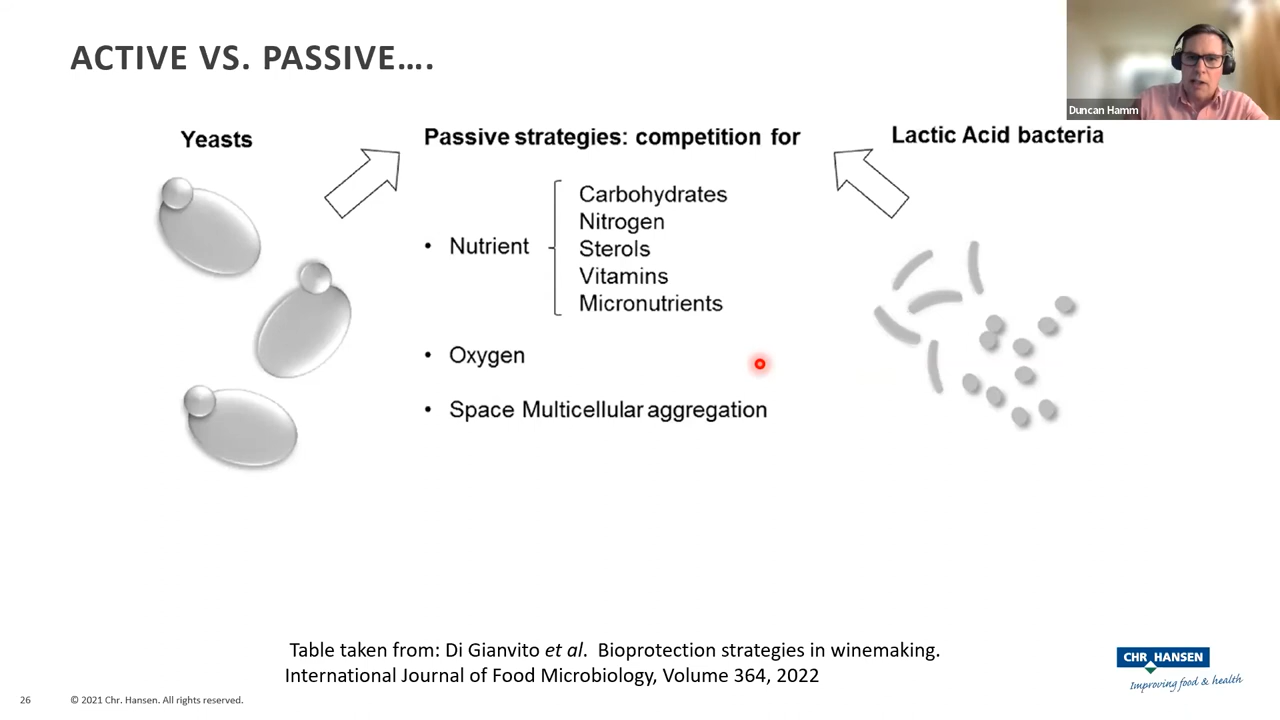 ACTIVE VS. PASSIVE….
Duncan Hamm
Yeasts
Passive strategies: competition for
Lactic Acid bacteria
• Nutrient
Carbohydrates
Nitrogen
Sterols
Vitamins
Micronutrients
• Oxygen
• Space Multicellular aggregation
Table taken from: Di Gianvito et al. Bioprotection strategies in winemaking.
International Journal of Food Microbiology, Volume 364, 2022
CHR HANSEN
Improving food & health
26
© 2021 Chr. Hansen. All rights reserved.